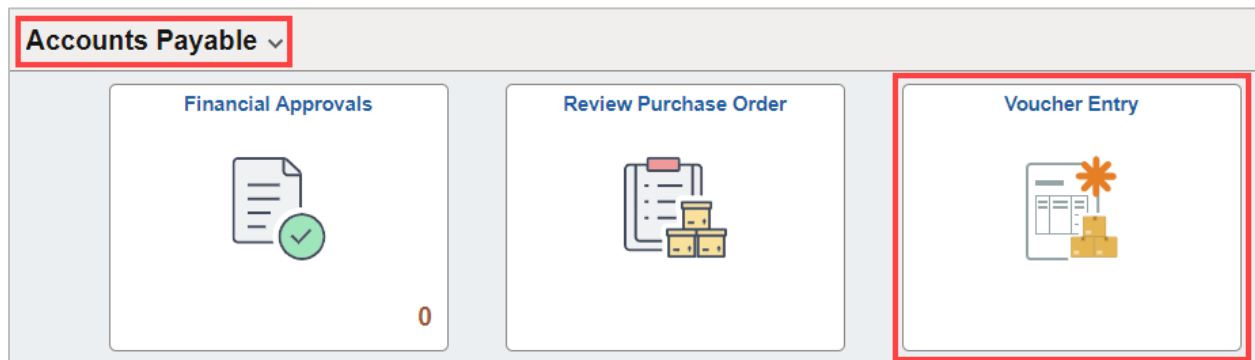 Accounts Payable
Financial Approvals
Review Purchase Order
Voucher Entry
0